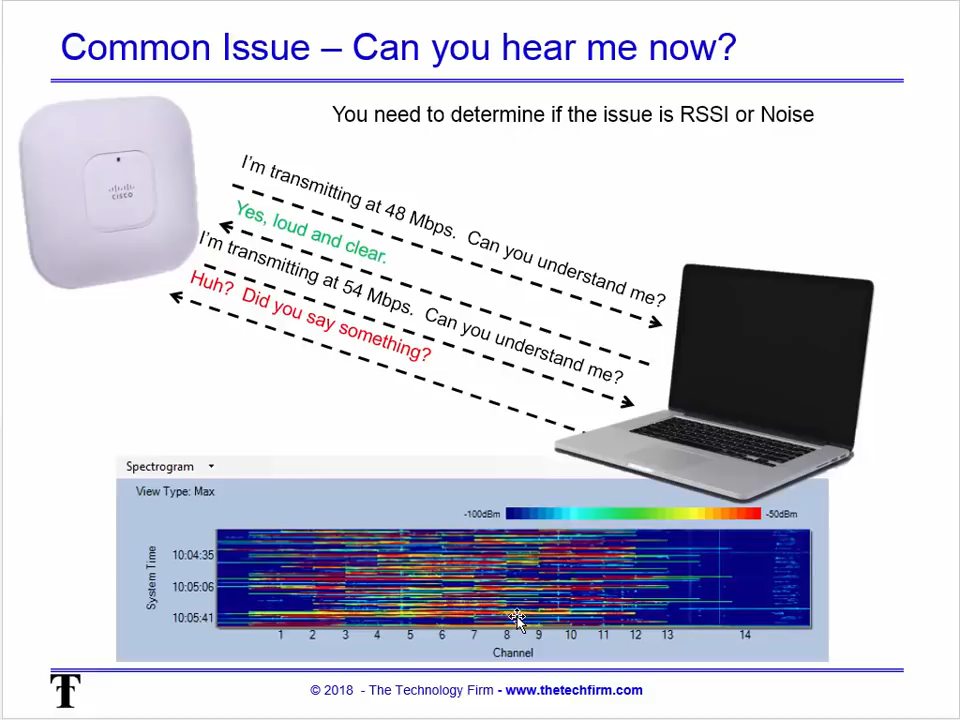 Common Issue – Can you hear me now?
You need to determine if the issue is RSSI or Noise
CISCO
I'm transmitting at 48 Mbps. Can you understand me?
Yes, loud and clear.
I'm transmitting at 54 Mbps. Can you understand me?
Huh? Did you say something?
Spectrogram
View Type: Max
-100dBm
-50dBm
System Time
10:04:35
10:05:06
10:05:41
1 2 3 4 5 6 7 8 9 10 11 12 13 14
Channel
T
© 2018 - The Technology Firm - www.thetechfirm.com